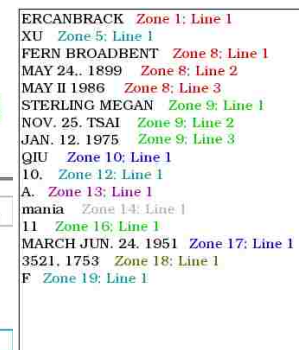 ERCANBRACK Zone 1; Line 1
XU Zone 5; Line 1
FERN BROADBENT Zone 8; Line 1
MAY 24,. 1899 Zone 8; Line 2
MAY II 1986 Zone 8; Line 3
STERLING MEGAN Zone 9; Line 1
NOV. 25. TSAI Zone 9; Line 2
JAN. 12. 1975 Zone 9; Line 3
QIU Zone 10; Line 1
10. Zone 12; Line 1
A. Zone 13; Line 1
mania Zone 14; Line 1
11 Zone 16; Line 1
MARCH JUN. 24. 1951 Zone 17; Line 1
3521, 1753 Zone 18; Line 1
F Zone 19; Line 1